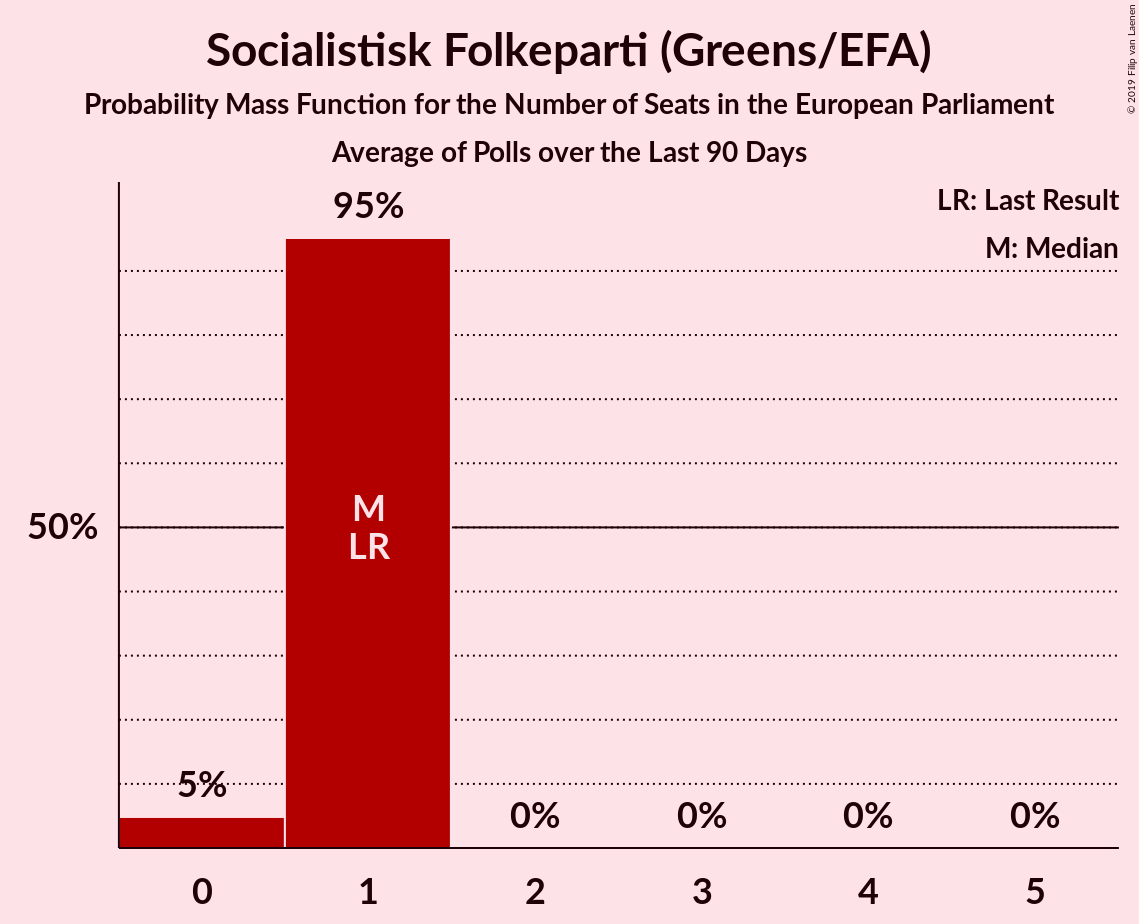 Socialistisk Folkeparti (Greens/EFA)
Probability Mass Function for the Number of Seats in the European Parliament
Average of Polls over the Last 90 Days
© 2019 Filip van Laenen
LR: Last Result
M: Median
95%
M
LR
50%
5%
0%
0%
0%
0%
0
1
2
3
4
5